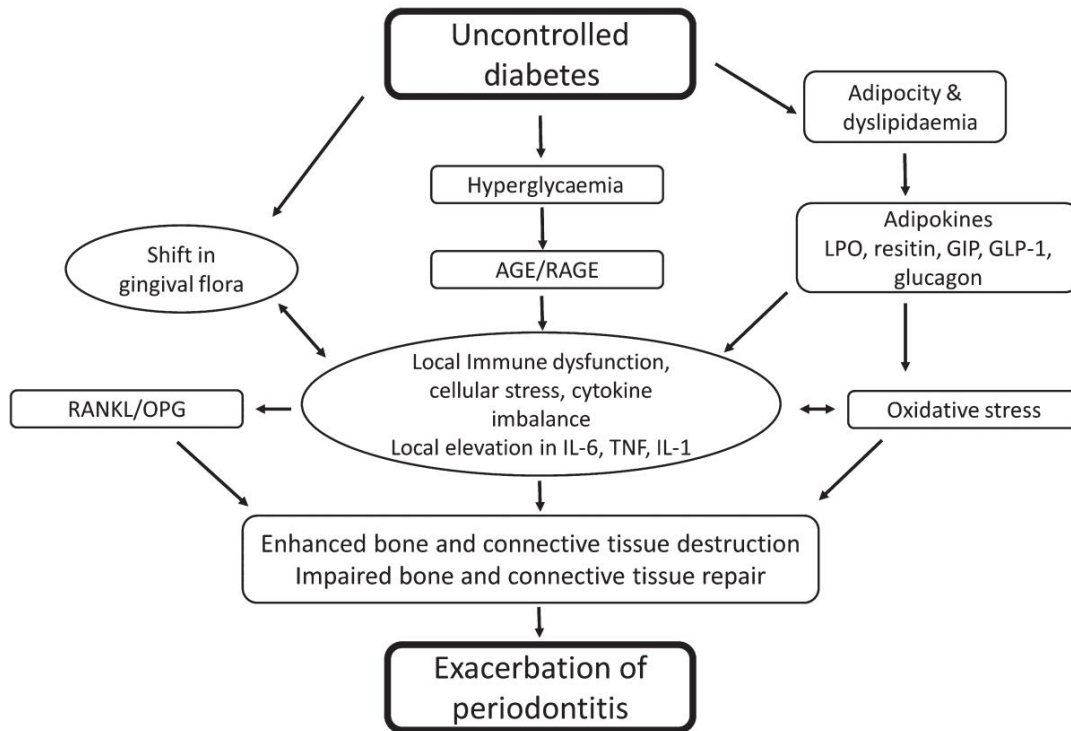 Uncontrolled
diabetes
Adipocity &
dyslipidaemia
Hyperglycaemia
Adipokines
LPO, resitin, GIP, GLP-1,
glucagon
Shift in
gingival flora
AGE/RAGE
Local Immune dysfunction,
cellular stress, cytokine
imbalance
Local elevation in IL-6, TNF, IL-1
RANKL/OPG
Oxidative stress
Enhanced bone and connective tissue destruction
Impaired bone and connective tissue repair
Exacerbation of
periodontitis